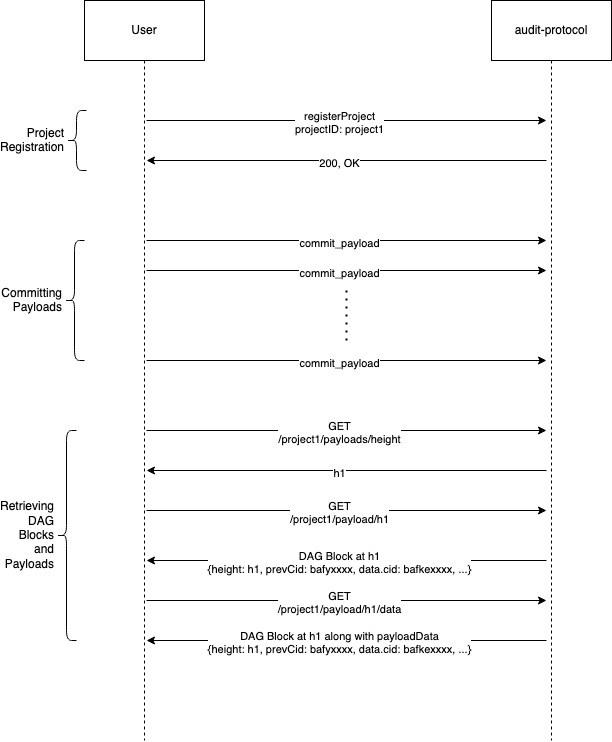 User
audit-protocol
registerProject
projectID: project1
Project
Registration
200, OK
commit_payload
commit_payload
Committing
Payloads
commit_payload
GET
/project1/payloads/height
h1
Retrieving
DAG
Blocks
and
Payloads
GET
/project1/payload/h1
DAG Block at h1
{height: h1, prevCid: bafyxxxx, data.cid: bafkexxxx, ...}
GET
/project1/payload/h1/data
DAG Block at h1 along with payloadData
{height: h1, prevCid: bafyxxxx, data.cid: bafkexxxx, ...}